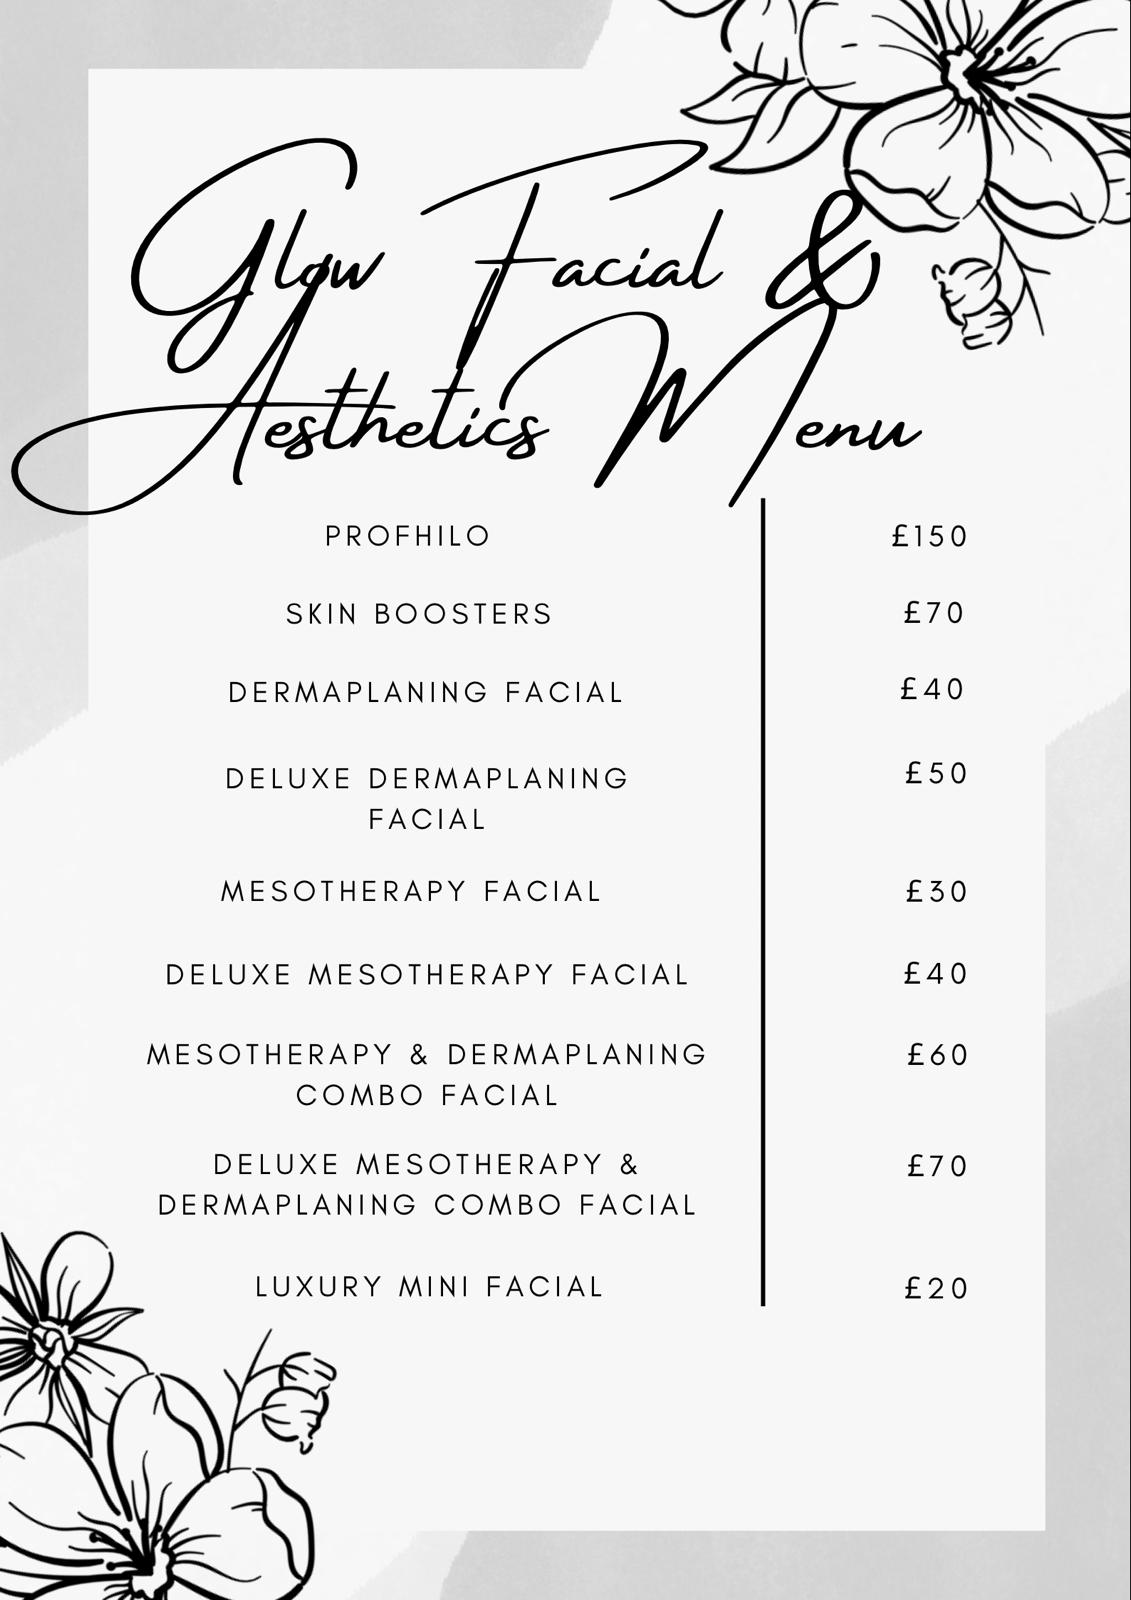 Glow Facial &
Aesthetics Menu
PROFHILO £150
SKIN BOOSTERS £70
DERMAPLANING FACIAL £40
DELUXE DERMAPLANING £50
FACIAL
MESOTHERAPY FACIAL £30
DELUXE MESOTHERAPY FACIAL £40
MESOTHERAPY & DERMAPLANING £60
COMBO FACIAL
DELUXE MESOTHERAPY & £70
DERMAPLANING COMBO FACIAL
LUXURY MINI FACIAL £20